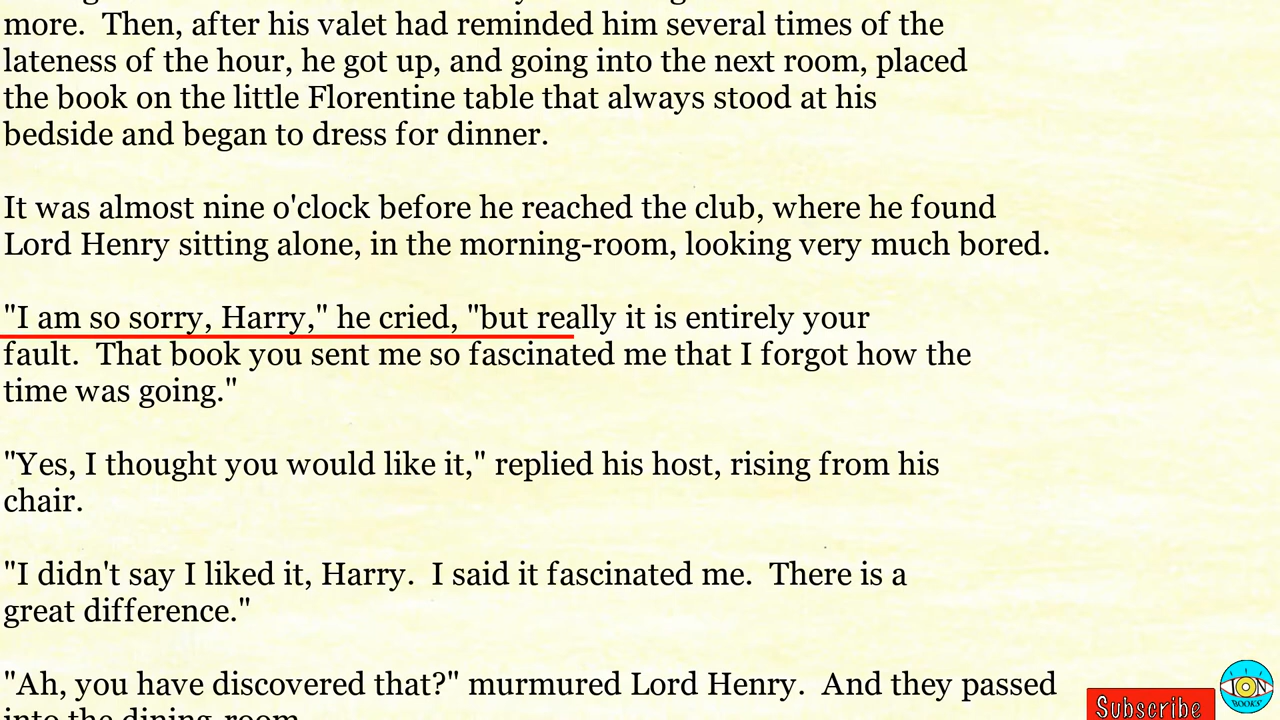 more.  Then, after his valet had reminded him several times of the
lateness of the hour, he got up, and going into the next room, placed
the book on the little Florentine table that always stood at his
bedside and began to dress for dinner.
It was almost nine o'clock before he reached the club, where he found
Lord Henry sitting alone, in the morning-room, looking very much bored.
"I am so sorry, Harry," he cried, "but really it is entirely your
fault.  That book you sent me so fascinated me that I forgot how the
time was going."
"Yes, I thought you would like it," replied his host, rising from his
chair.
"I didn't say I liked it, Harry.  I said it fascinated me.  There is a
great difference."
"Ah, you have discovered that?" murmured Lord Henry.  And they passed
into the dining-room.
Subscribe
ION
BOOKS